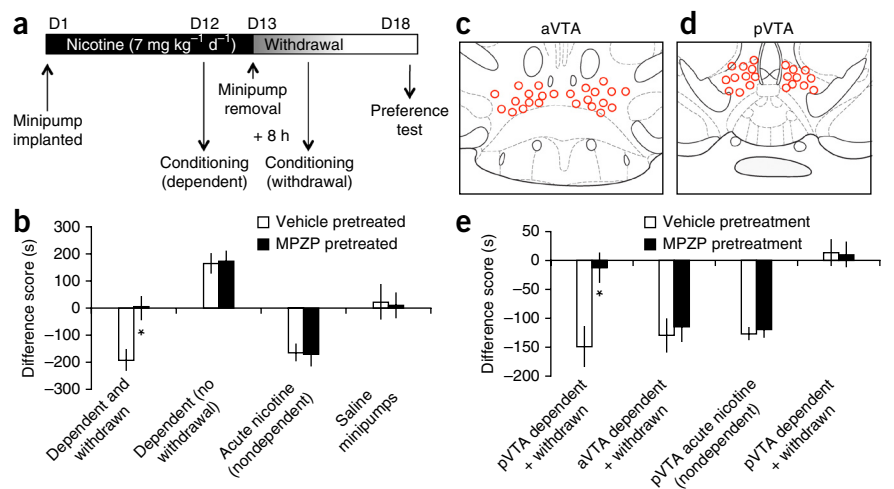 a
D1
D12
D13
D18
Nicotine (7 mg kg⁻¹ d⁻¹)
Withdrawal
Minipump
implanted
Minipump
removal
+ 8 h
Preference
test
Conditioning
(dependent)
Conditioning
(withdrawal)
b
Vehicle pretreated
MPZP pretreated
Difference score (s)
300
200
100
0
–100
–200
–300
*
Dependent and
withdrawn
Dependent (no
withdrawal)
Acute nicotine
(nondependent)
Saline
minipumps
c
aVTA
d
pVTA
e
Vehicle pretreatment
MPZP pretreatment
Difference score (s)
50
0
–50
–100
–150
–200
*
pVTA dependent
+ withdrawn
aVTA dependent
+ withdrawn
pVTA acute nicotine
(nondependent)
pVTA dependent
+ withdrawn